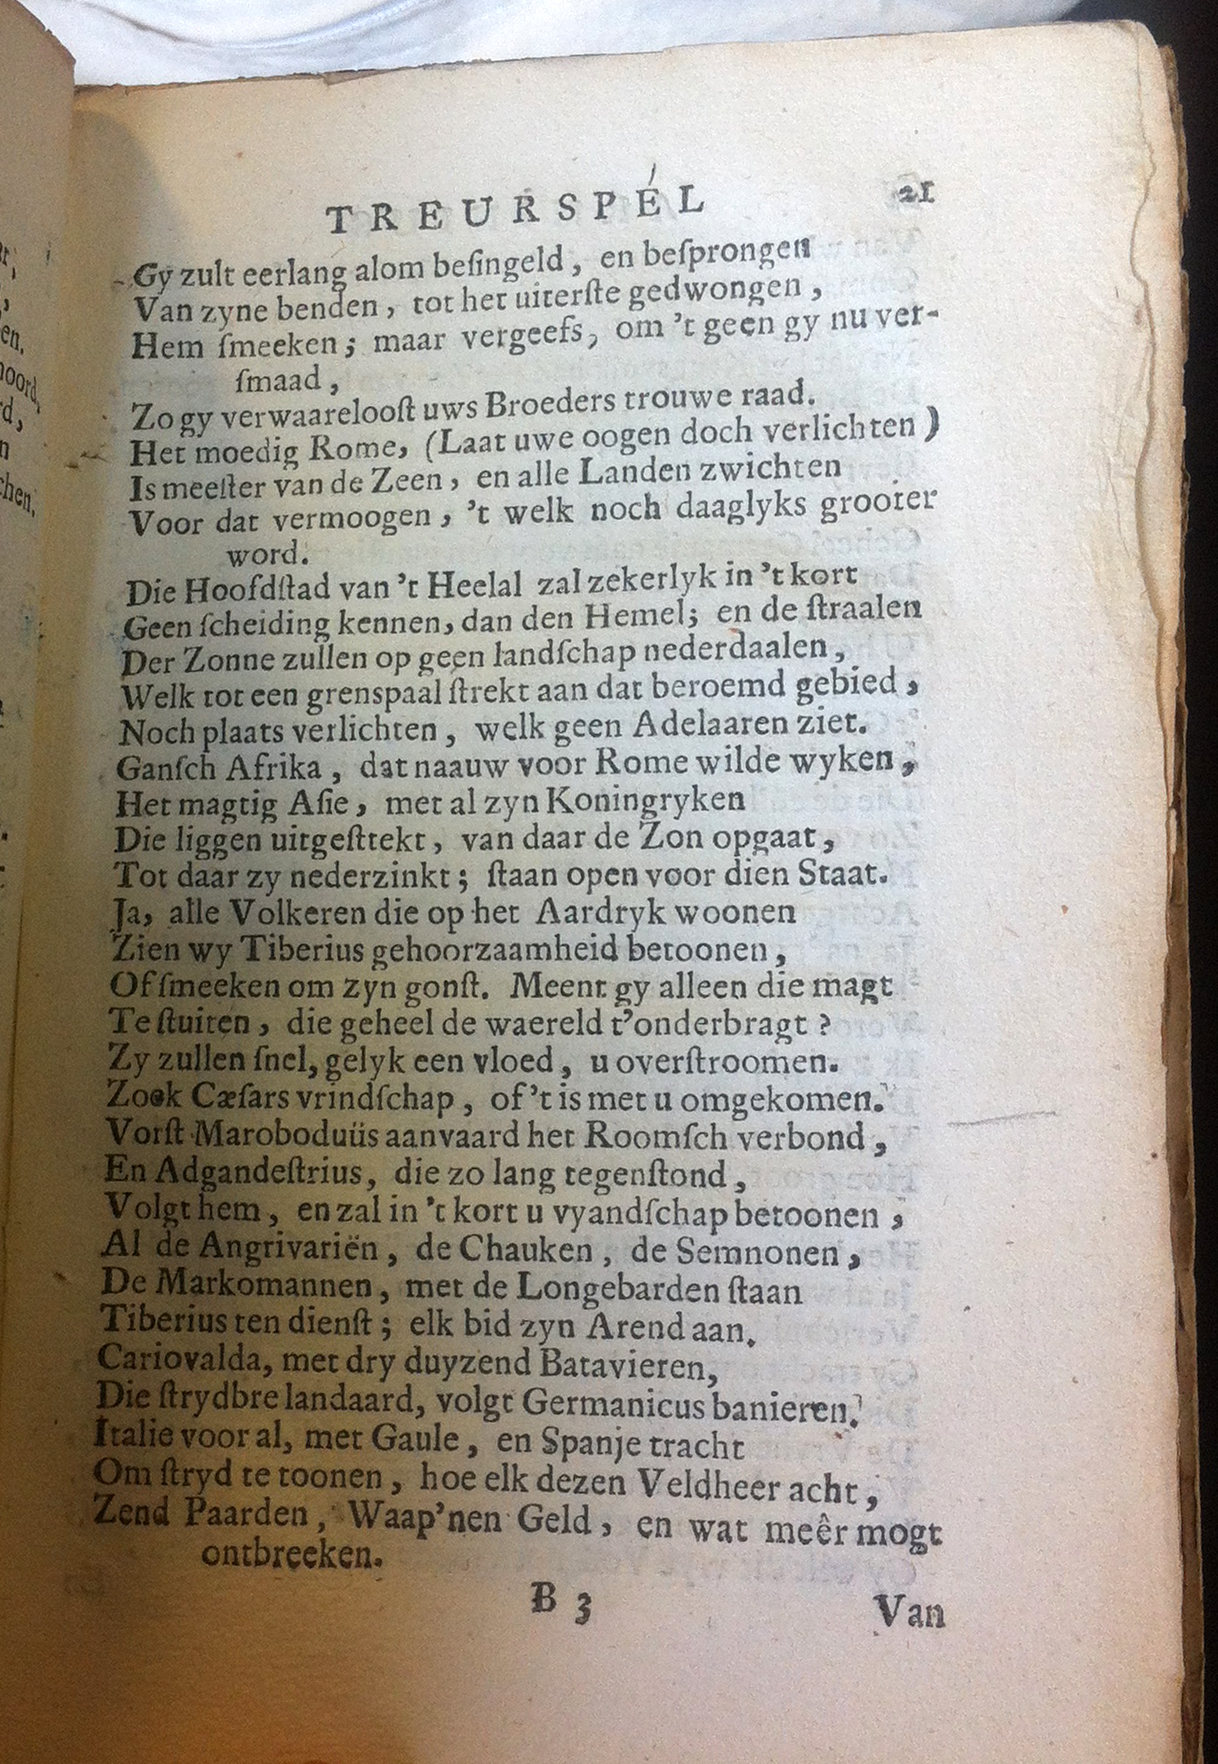 TREURSPÉL 21
Gy zult eerlang alom beſingeld, en beſprongen
Van zyne benden, tot het uiterſte gedwongen,
Hem ſmeeken; maar vergeefs, om 't geen gy nu ver-
ſmaad,
Zo gy verwaarelooſt uws Broeders trouwe raad.
Het moedig Rome, (Laat uwe oogen doch verlichten)
Is meeſter van de Zeen, en alle Landen zwichten
Voor dat vermoogen, 't welk noch daaglyks grooter
word.
Die Hoofdſtad van 't Heelal zal zekerlyk in 't kort
Geen ſcheiding kennen, dan den Hemel; en de ſtraalen
Der Zonne zullen op geen landſchap nederdaalen,
Welk tot een grenspaal ſtrekt aan dat beroemd gebied,
Noch plaats verlichten, welk geen Adelaaren ziet.
Ganſch Afrika, dat naauw voor Rome wilde wyken,
Het magtig Aſie, met al zyn Koningryken
Die liggen uitgeſttekt, van daar de Zon opgaat,
Tot daar zy nederzinkt; ſtaan open voor dien Staat.
Ja, alle Volkeren die op het Aardryk woonen
Zien wy Tiberius gehoorzaamheid betoonen,
Of ſmeeken om zyn gonſt. Meent gy alleen die magt
Te ſtuiten, die geheel de waereld t'onderbragt?
Zy zullen ſnel, gelyk een vloed, u overſtroomen.
Zoek Cæſars vrindſchap, of 't is met u omgekomen.
Vorſt Maroboduüs aanvaard het Roomſch verbond,
En Adgandeſtrius, die zo lang tegenſtond,
Volgt hem, en zal in 't kort u vyandſchap betoonen,
Al de Angrivariën, de Chauken, de Semnonen,
De Markomannen, met de Longebarden ſtaan
Tiberius ten dienſt; elk bid zyn Arend aan.
Cariovalda, met dry duyzend Batavieren,
Die ſtrydbre landaard, volgt Germanicus banieren.
Italie voor al, met Gaule, en Spanje tracht
Om ſtryd te toonen, hoe elk dezen Veldheer acht,
Zend Paarden, Waap'nen Geld, en wat meêr mogt
ontbreeken.
B 3 Van